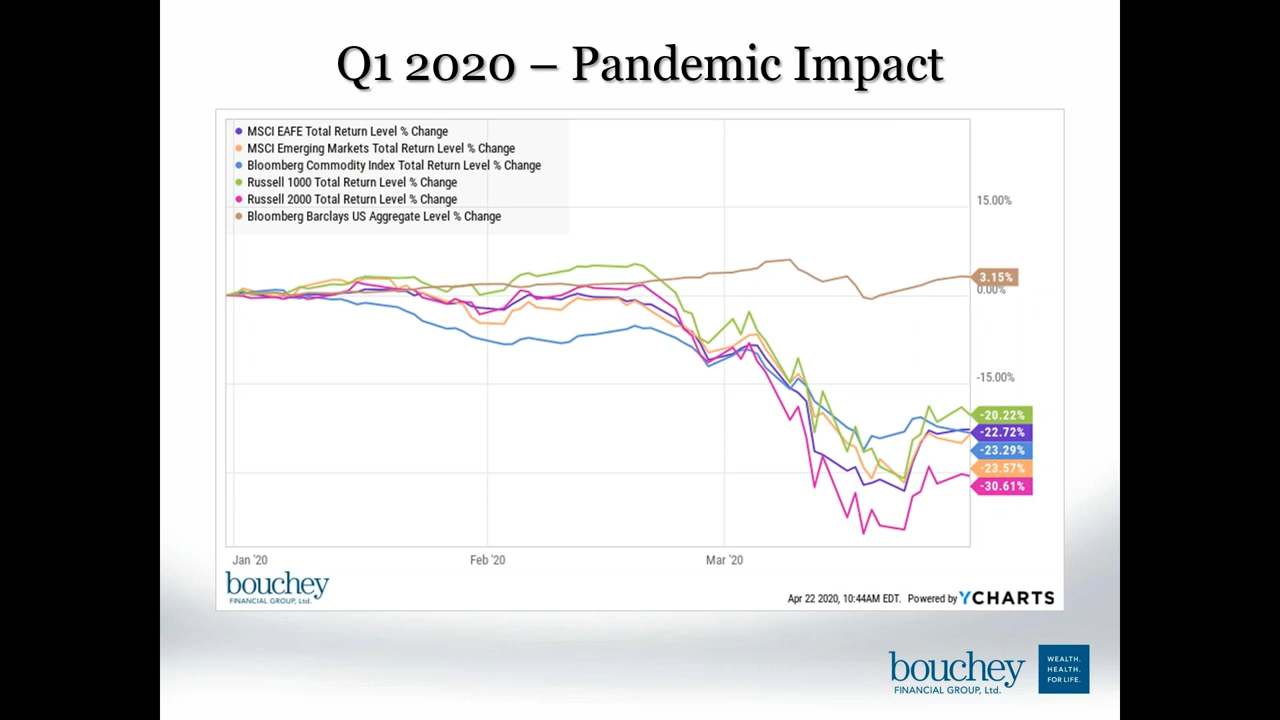 Q1 2020 – Pandemic Impact
MSCI EAFE Total Return Level % Change
MSCI Emerging Markets Total Return Level % Change
Bloomberg Commodity Index Total Return Level % Change
Russell 1000 Total Return Level % Change
Russell 2000 Total Return Level % Change
Bloomberg Barclays US Aggregate Level % Change
15.00%
3.15%
0.00%
-15.00%
-20.22%
-22.72%
-23.29%
-23.57%
-30.61%
Jan '20 Feb '20 Mar '20
bouchey
FINANCIAL GROUP, Ltd.
Apr 22 2020, 10:44AM EDT. Powered by YCHARTS
bouchey
FINANCIAL GROUP, Ltd.
WEALTH.
HEALTH.
FOR LIFE.